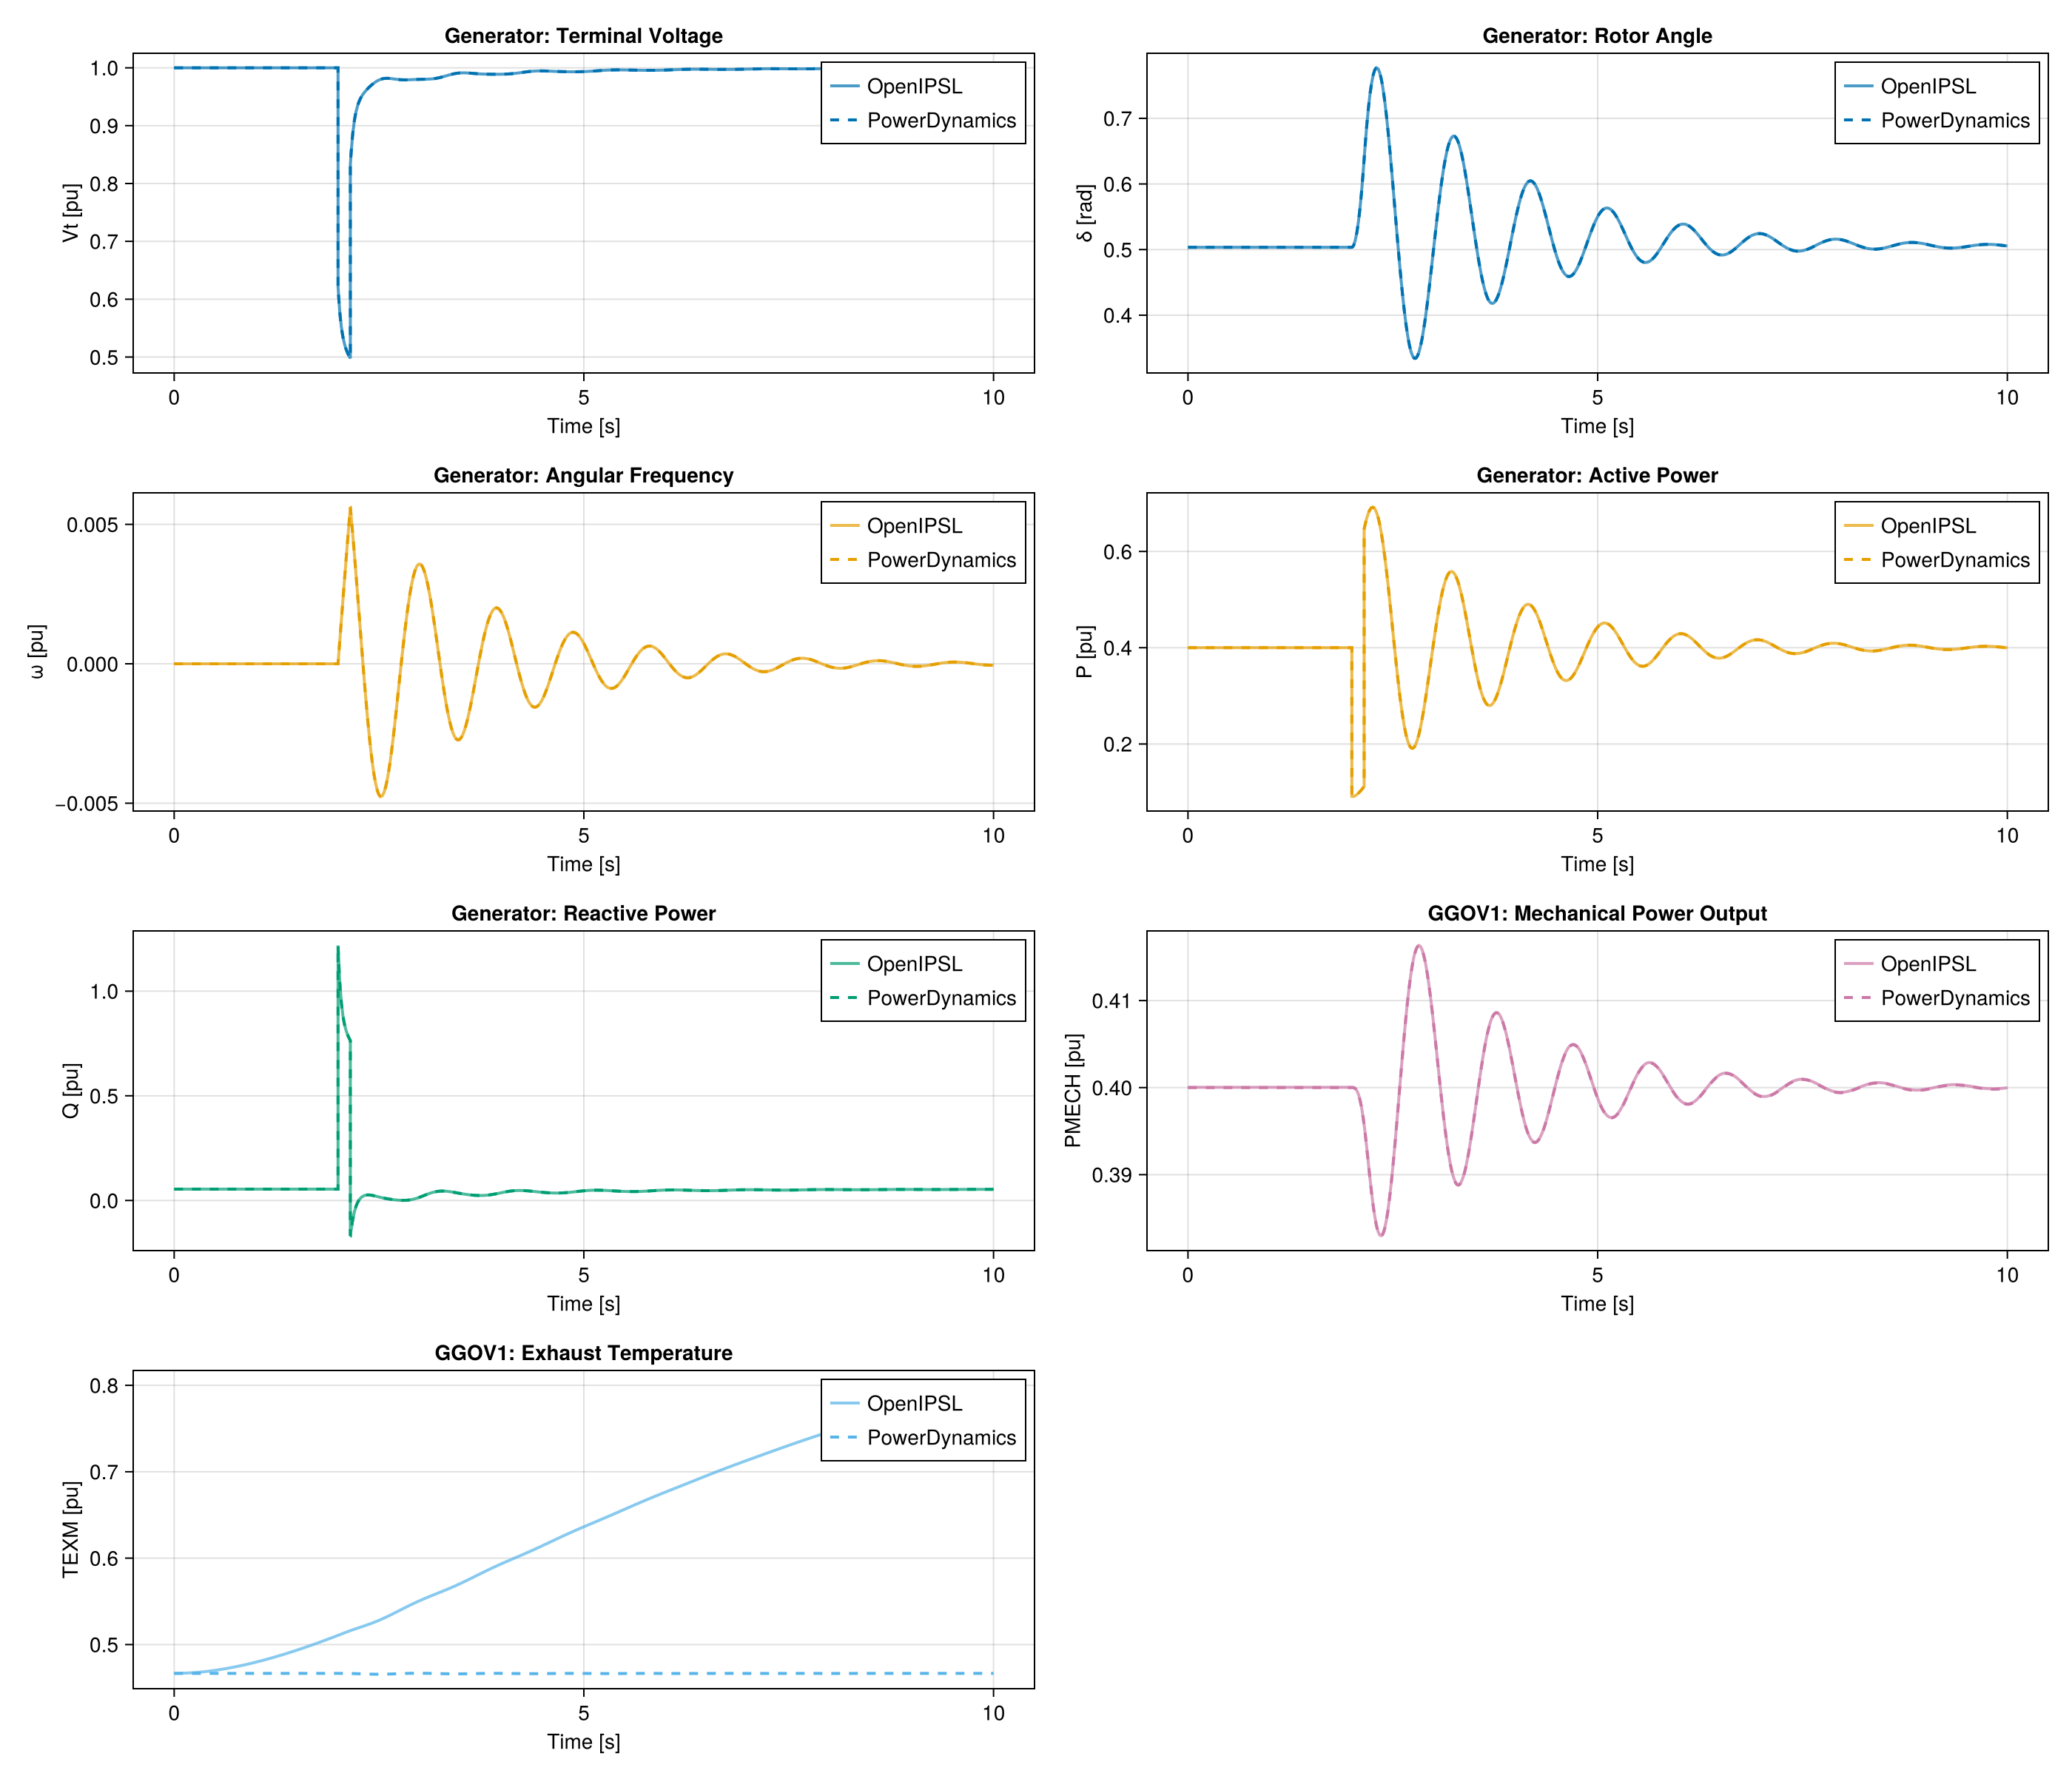 Generator: Terminal Voltage
Vt [pu]
1.0
0.9
0.8
0.7
0.6
0.5
OpenIPSL
PowerDynamics
0
5
10
Time [s]
Generator: Rotor Angle
δ [rad]
0.7
0.6
0.5
0.4
OpenIPSL
PowerDynamics
0
5
10
Time [s]
Generator: Angular Frequency
ω [pu]
0.005
0.000
−0.005
OpenIPSL
PowerDynamics
0
5
10
Time [s]
Generator: Active Power
P [pu]
0.6
0.4
0.2
OpenIPSL
PowerDynamics
0
5
10
Time [s]
Generator: Reactive Power
Q [pu]
1.0
0.5
0.0
OpenIPSL
PowerDynamics
0
5
10
Time [s]
GGOV1: Mechanical Power Output
PMECH [pu]
0.41
0.40
0.39
OpenIPSL
PowerDynamics
0
5
10
Time [s]
GGOV1: Exhaust Temperature
TEXM [pu]
0.8
0.7
0.6
0.5
OpenIPSL
PowerDynamics
0
5
10
Time [s]